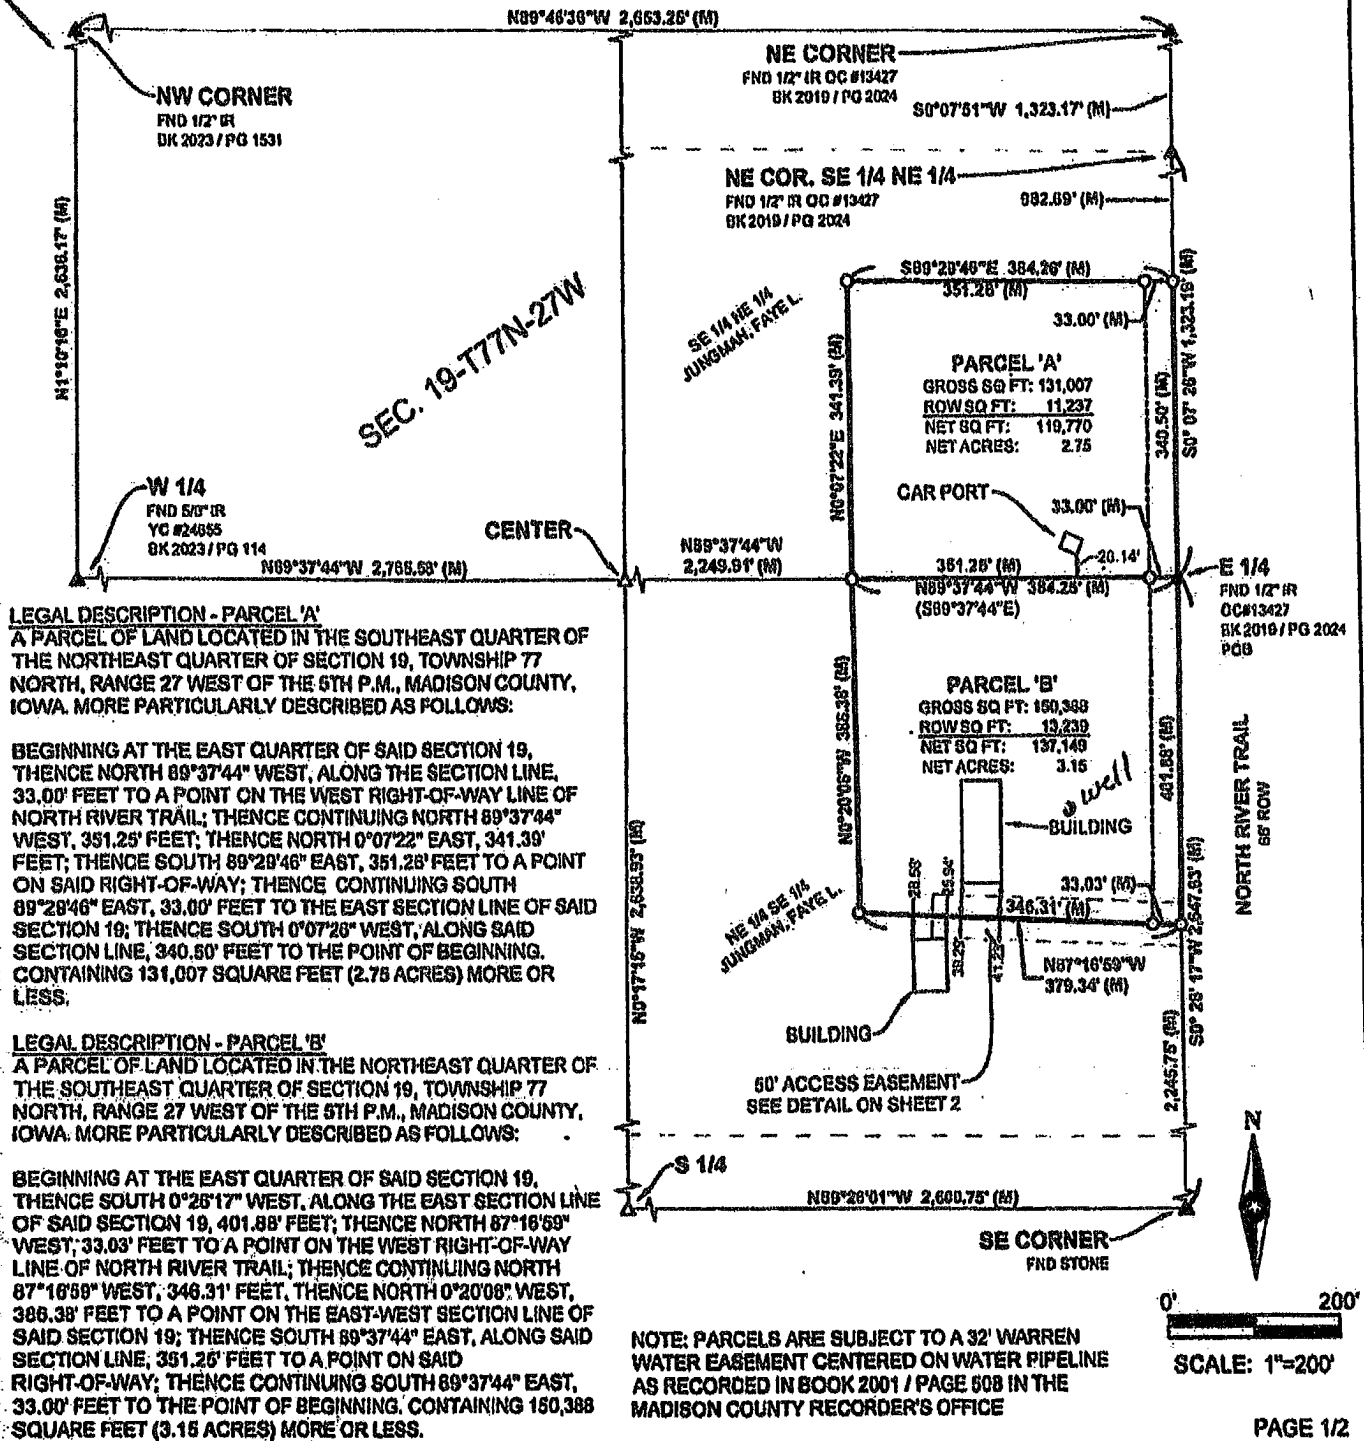 N89°46'36"W 2,653.25' (M)
NE CORNER
FND 1/2" IR OC #13427
BK 2019 / PG 2024
NW CORNER
FND 1/2" IR
BK 2023 / PG 1531
S0°07'51"W 1,323.17' (M)
NE COR. SE 1/4 NE 1/4
FND 1/2" IR OC #13427
BK 2019 / PG 2024
982.69' (M)
N1°10'16"E 2,636.17' (M)
SEC. 19-T77N-27W
SE 1/4 NE 1/4
JUNGMAN, FAYE L.
S89°29'46"E 384.26' (M)
351.26' (M)
33.00' (M)
N0°07'22"E 341.39' (M)
340.50' (M)
S0° 07' 26"W 1,323.19' (M)
PARCEL 'A'
GROSS SQ FT: 131,007
ROW SQ FT: 11,237
NET SQ FT: 119,770
NET ACRES: 2.75
CAR PORT
33.00' (M)
20.14'
W 1/4
FND 5/8" IR
YC #24655
BK 2023 / PG 114
CENTER
N89°37'44"W 2,765.58' (M)
N89°37'44"W
2,249.91' (M)
351.25' (M)
N89°37'44"W 384.25' (M)
(S89°37'44"E)
E 1/4
FND 1/2" IR
OC#13427
BK 2019 / PG 2024
POB
LEGAL DESCRIPTION - PARCEL 'A'
A PARCEL OF LAND LOCATED IN THE SOUTHEAST QUARTER OF
THE NORTHEAST QUARTER OF SECTION 19, TOWNSHIP 77
NORTH, RANGE 27 WEST OF THE 5TH P.M., MADISON COUNTY,
IOWA. MORE PARTICULARLY DESCRIBED AS FOLLOWS:
BEGINNING AT THE EAST QUARTER OF SAID SECTION 19,
THENCE NORTH 89°37'44" WEST, ALONG THE SECTION LINE,
33.00' FEET TO A POINT ON THE WEST RIGHT-OF-WAY LINE OF
NORTH RIVER TRAIL; THENCE CONTINUING NORTH 89°37'44"
WEST, 351.25' FEET; THENCE NORTH 0°07'22" EAST, 341.39'
FEET; THENCE SOUTH 89°29'46" EAST, 351.26' FEET TO A POINT
ON SAID RIGHT-OF-WAY; THENCE CONTINUING SOUTH
89°29'46" EAST, 33.00' FEET TO THE EAST SECTION LINE OF SAID
SECTION 19; THENCE SOUTH 0°07'26" WEST, ALONG SAID
SECTION LINE, 340.50' FEET TO THE POINT OF BEGINNING.
CONTAINING 131,007 SQUARE FEET (2.75 ACRES) MORE OR
LESS.
PARCEL 'B'
GROSS SQ FT: 150,388
ROW SQ FT: 13,239
NET SQ FT: 137,149
NET ACRES: 3.15
well
BUILDING
N0°20'08"W 386.38' (M)
401.88' (M)
NORTH RIVER TRAIL
66' ROW
28.55'
25.94'
33.03' (M)
346.31' (M)
39.29'
N87°16'59"W
379.34' (M)
NE 1/4 SE 1/4
JUNGMAN, FAYE L.
N0°17'16"W 2,638.93' (M)
S0° 26' 17"W 2,647.63' (M)
BUILDING
50' ACCESS EASEMENT
SEE DETAIL ON SHEET 2
2,245.75' (M)
LEGAL DESCRIPTION - PARCEL 'B'
A PARCEL OF LAND LOCATED IN THE NORTHEAST QUARTER OF
THE SOUTHEAST QUARTER OF SECTION 19, TOWNSHIP 77
NORTH, RANGE 27 WEST OF THE 5TH P.M., MADISON COUNTY,
IOWA. MORE PARTICULARLY DESCRIBED AS FOLLOWS:
BEGINNING AT THE EAST QUARTER OF SAID SECTION 19,
THENCE SOUTH 0°26'17" WEST, ALONG THE EAST SECTION LINE
OF SAID SECTION 19, 401.88' FEET; THENCE NORTH 87°16'59"
WEST, 33.03' FEET TO A POINT ON THE WEST RIGHT-OF-WAY
LINE OF NORTH RIVER TRAIL; THENCE CONTINUING NORTH
87°16'59" WEST, 346.31' FEET, THENCE NORTH 0°20'08" WEST,
386.38' FEET TO A POINT ON THE EAST-WEST SECTION LINE OF
SAID SECTION 19; THENCE SOUTH 89°37'44" EAST, ALONG SAID
SECTION LINE, 351.25' FEET TO A POINT ON SAID
RIGHT-OF-WAY; THENCE CONTINUING SOUTH 89°37'44" EAST,
33.00' FEET TO THE POINT OF BEGINNING. CONTAINING 150,388
SQUARE FEET (3.15 ACRES) MORE OR LESS.
S 1/4
N89°26'01"W 2,660.75' (M)
SE CORNER
FND STONE
N
0' 200'
SCALE: 1"=200'
NOTE: PARCELS ARE SUBJECT TO A 32' WARREN
WATER EASEMENT CENTERED ON WATER PIPELINE
AS RECORDED IN BOOK 2001 / PAGE 508 IN THE
MADISON COUNTY RECORDER'S OFFICE
PAGE 1/2